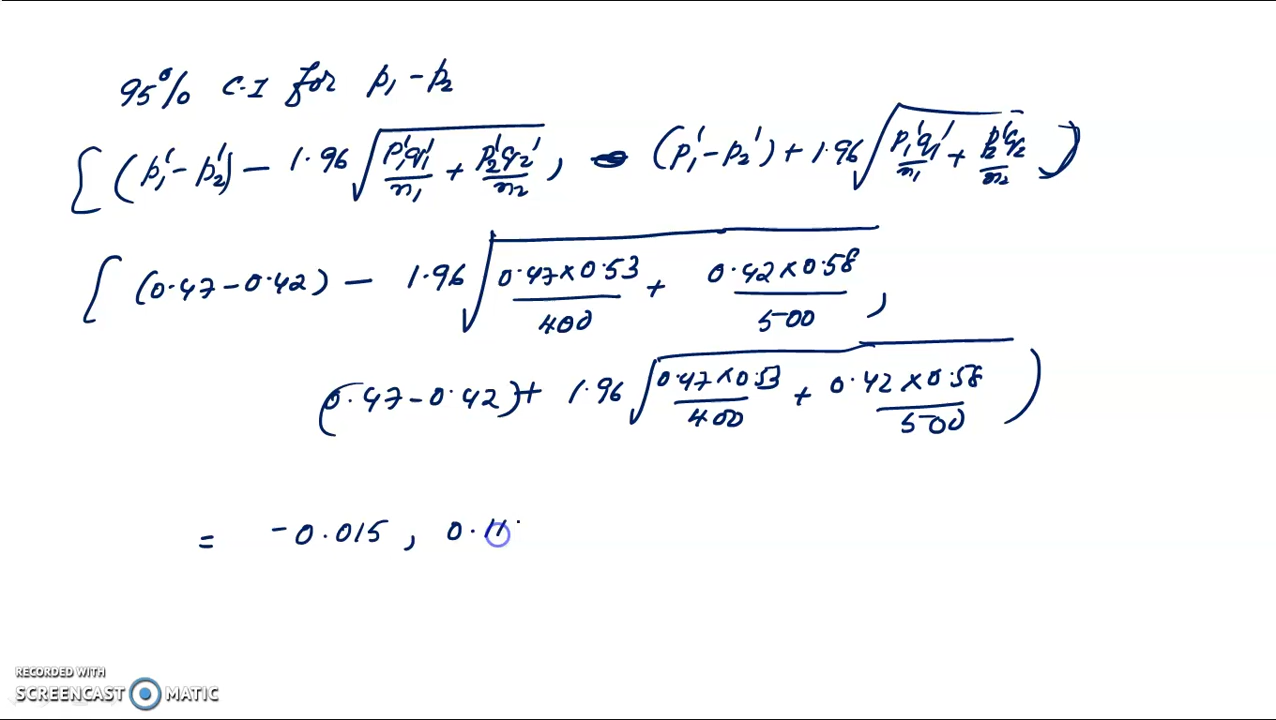 95% C.I for p₁ - p₂
[(p₁' - p₂') - 1.96 √(p₁'q₁'/n₁ + p₂'q₂'/n₂), (p₁' - p₂') + 1.96 √(p₁'q₁'/n₁ + p₂'q₂/n₂))
[(0.47 - 0.42) - 1.96 √(0.47 × 0.53/400 + 0.42 × 0.58/500),
(0.47 - 0.42) + 1.96 √(0.47 × 0.53/400 + 0.42 × 0.58/500))
= -0.015, 0.11
RECORDED WITH
SCREENCAST MATIC